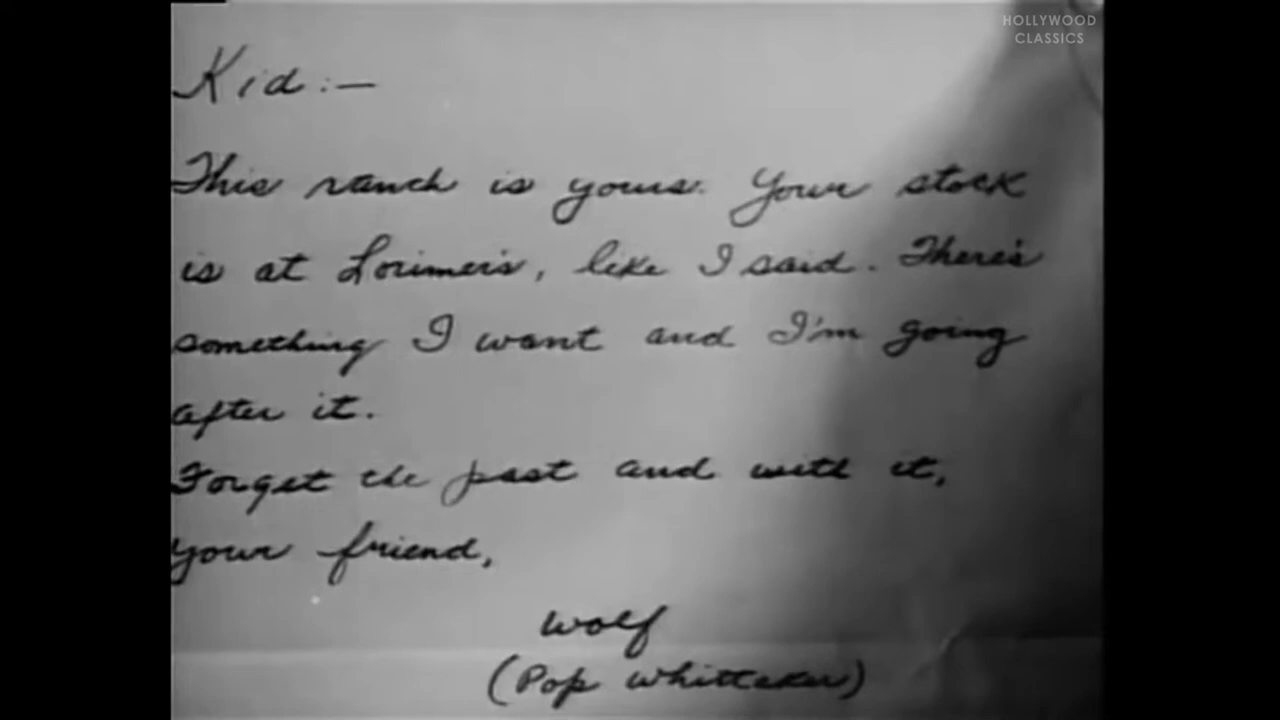 HOLLYWOOD
CLASSICS
Kid:—
This ranch is yours. Your stock
is at Lorimer's, like I said. There's
something I want and I'm going
after it.
Forget the past and with it,
your friend,
Wolf
(Pop Whittaker)